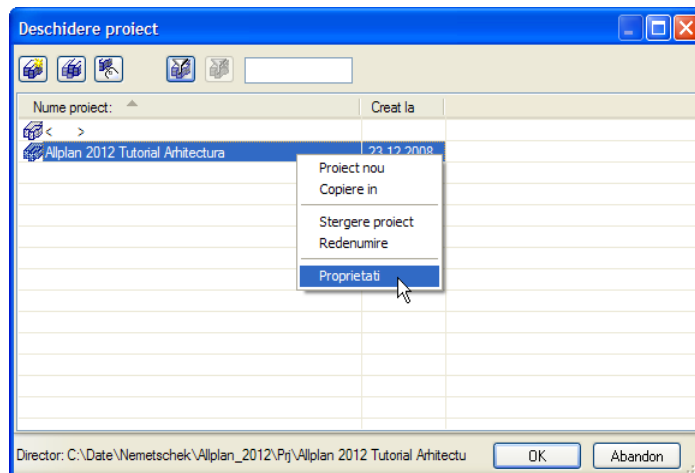 Deschidere proiect
Nume proiect: Creat la
< >
Allplan 2012 Tutorial Arhitectura 23.12.2008
Proiect nou
Copiere in
Stergere proiect
Redenumire
Proprietati
Director: C:\Date\Nemetschek\Allplan_2012\Prj\Allplan 2012 Tutorial Arhitectu OK Abandon